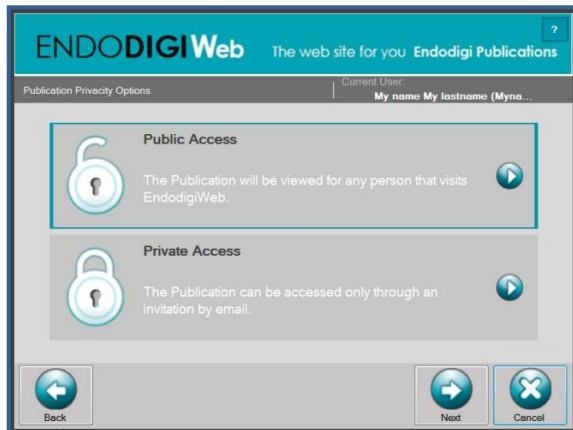 ?
ENDODIGIWeb The web site for you Endodigi Publications
Publication Privacity Options.
Current User:
My name My lastname (Myna...
Public Access
The Publication will be viewed for any person that visits
EndodigiWeb.
Private Access
The Publication can be accessed only through an
invitation by email.
Back
Next
Cancel